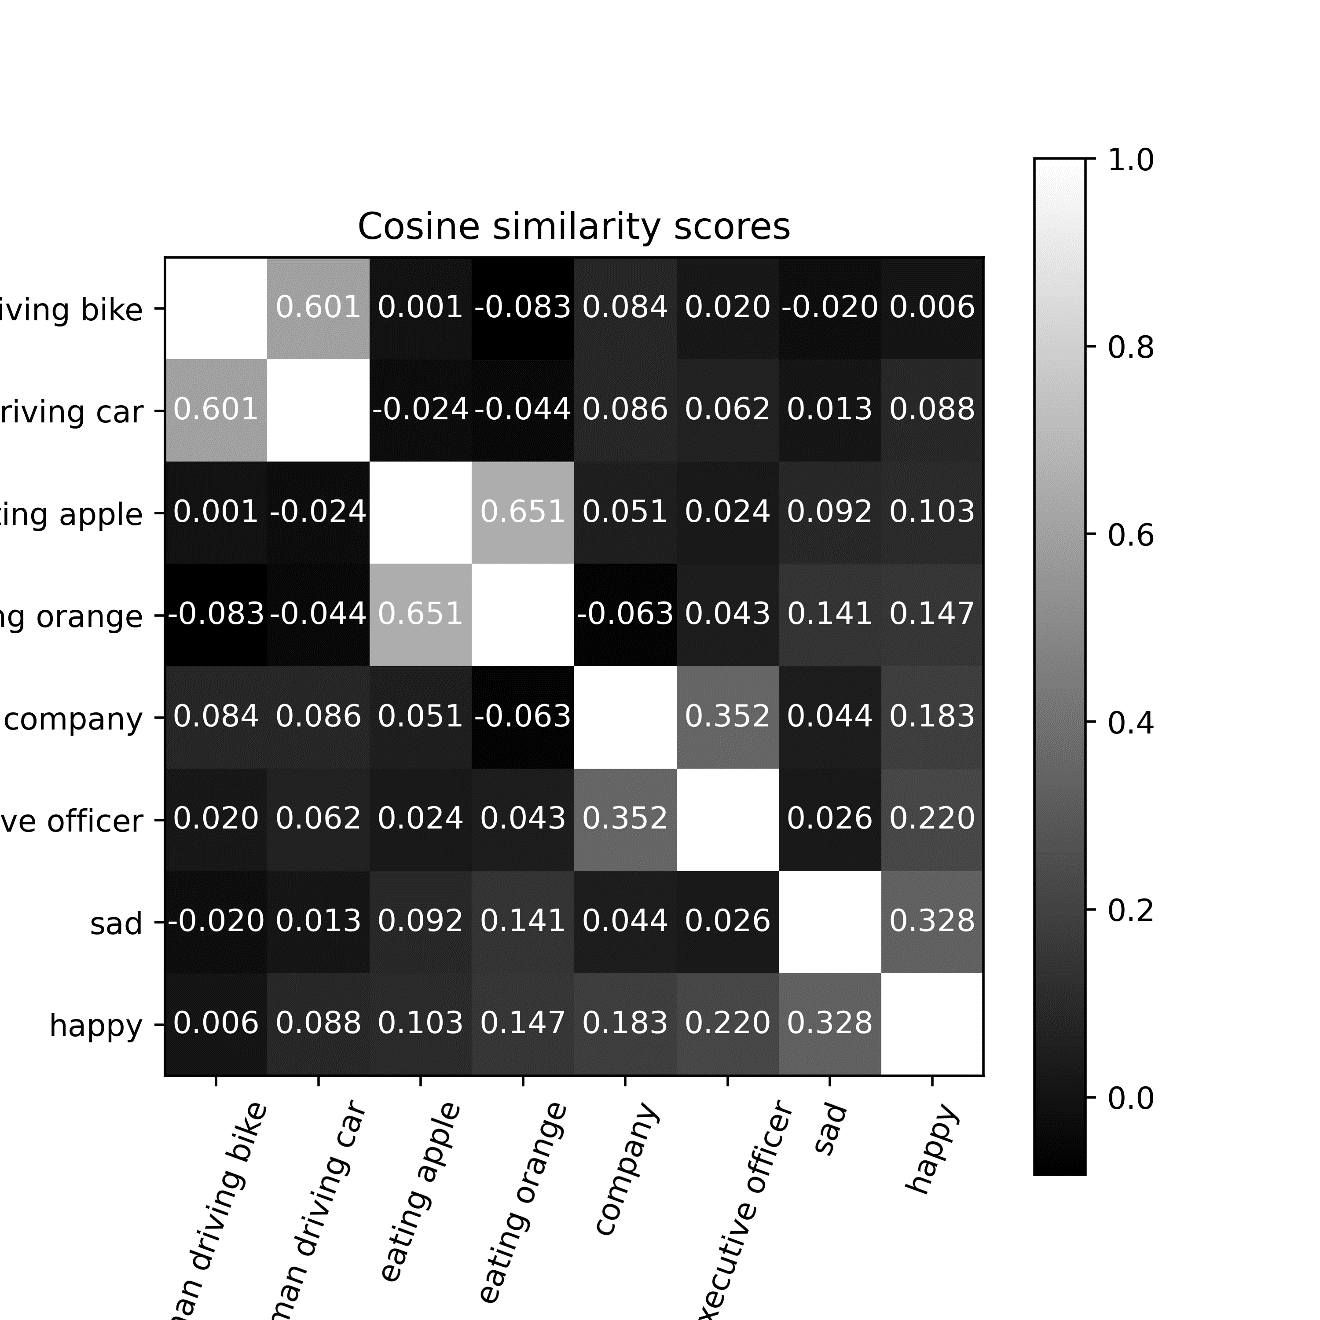 Cosine similarity scores
1.0
0.8
0.6
0.4
0.2
0.0
bike 0.601 0.001 -0.083 0.084 0.020 -0.020 0.006
car 0.601 -0.024 -0.044 0.086 0.062 0.013 0.088
apple 0.001 -0.024 0.651 0.051 0.024 0.092 0.103
orange -0.083 -0.044 0.651 -0.063 0.043 0.141 0.147
company 0.084 0.086 0.051 -0.063 0.352 0.044 0.183
officer 0.020 0.062 0.024 0.043 0.352 0.026 0.220
sad -0.020 0.013 0.092 0.141 0.044 0.026 0.328
happy 0.006 0.088 0.103 0.147 0.183 0.220 0.328
driving bike
driving car
eating apple
eating orange
company
officer
sad
happy